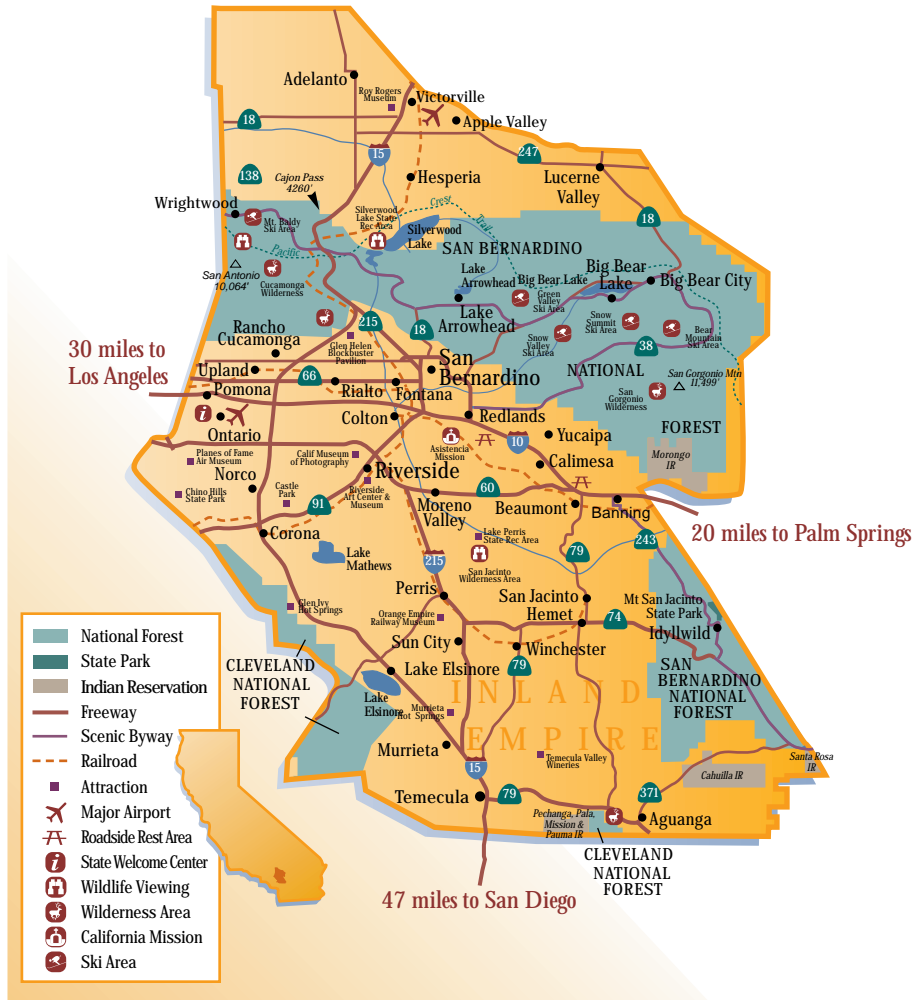 Adelanto
Roy Rogers
Museum
Victorville
Apple Valley
18
15
247
138
Cajon Pass
4260'
Hesperia
Lucerne
Valley
Wrightwood
Mt. Baldy
Ski Area
Silverwood
Lake State
Rec Area
Crest
Trail
18
Silverwood
Lake
Pacific
SAN BERNARDINO
San Antonio
10,064'
Cucamonga
Wilderness
Lake
Arrowhead
Big Bear Lake
Big Bear
Lake
Big Bear City
Green
Valley
Ski Area
Lake
Arrowhead
Snow
Summit
Ski Area
Bear
Mountain
Ski Area
Snow
Valley
Ski Area
215
18
38
Rancho
Cucamonga
Glen Helen
Blockbuster
Pavilion
30 miles to
Los Angeles
San
Bernardino
NATIONAL
San Gorgonio Mtn
11,499'
Upland
66
Pomona
Rialto
Fontana
San
Gorgonio
Wilderness
Colton
Redlands
Ontario
FOREST
Yucaipa
10
Asistencia
Mission
Planes of Fame
Air Museum
Calif Museum
of Photography
Morongo
IR
Calimesa
Riverside
Norco
Castle
Park
Riverside
Art Center &
Museum
Chino Hills
State Park
60
91
Moreno
Valley
Beaumont
Banning
20 miles to Palm Springs
Corona
Lake Perris
State Rec Area
243
Lake
Mathews
215
79
San Jacinto
Wilderness Area
Perris
San Jacinto
Hemet
Mt San Jacinto
State Park
Glen Ivy
Hot Springs
Orange Empire
Railway Museum
74
Idyllwild
Sun City
Winchester
CLEVELAND
NATIONAL
FOREST
Lake Elsinore
79
SAN
BERNARDINO
NATIONAL
FOREST
Lake
Elsinore
INLAND
EMPIRE
Murrieta
Hot Springs
Murrieta
Temecula Valley
Wineries
Santa Rosa
IR
Cahuilla IR
15
Temecula
79
371
Pechanga, Pala,
Mission &
Pauma IR
Aguanga
CLEVELAND
NATIONAL
FOREST
47 miles to San Diego
National Forest
State Park
Indian Reservation
Freeway
Scenic Byway
Railroad
Attraction
Major Airport
Roadside Rest Area
State Welcome Center
Wildlife Viewing
Wilderness Area
California Mission
Ski Area